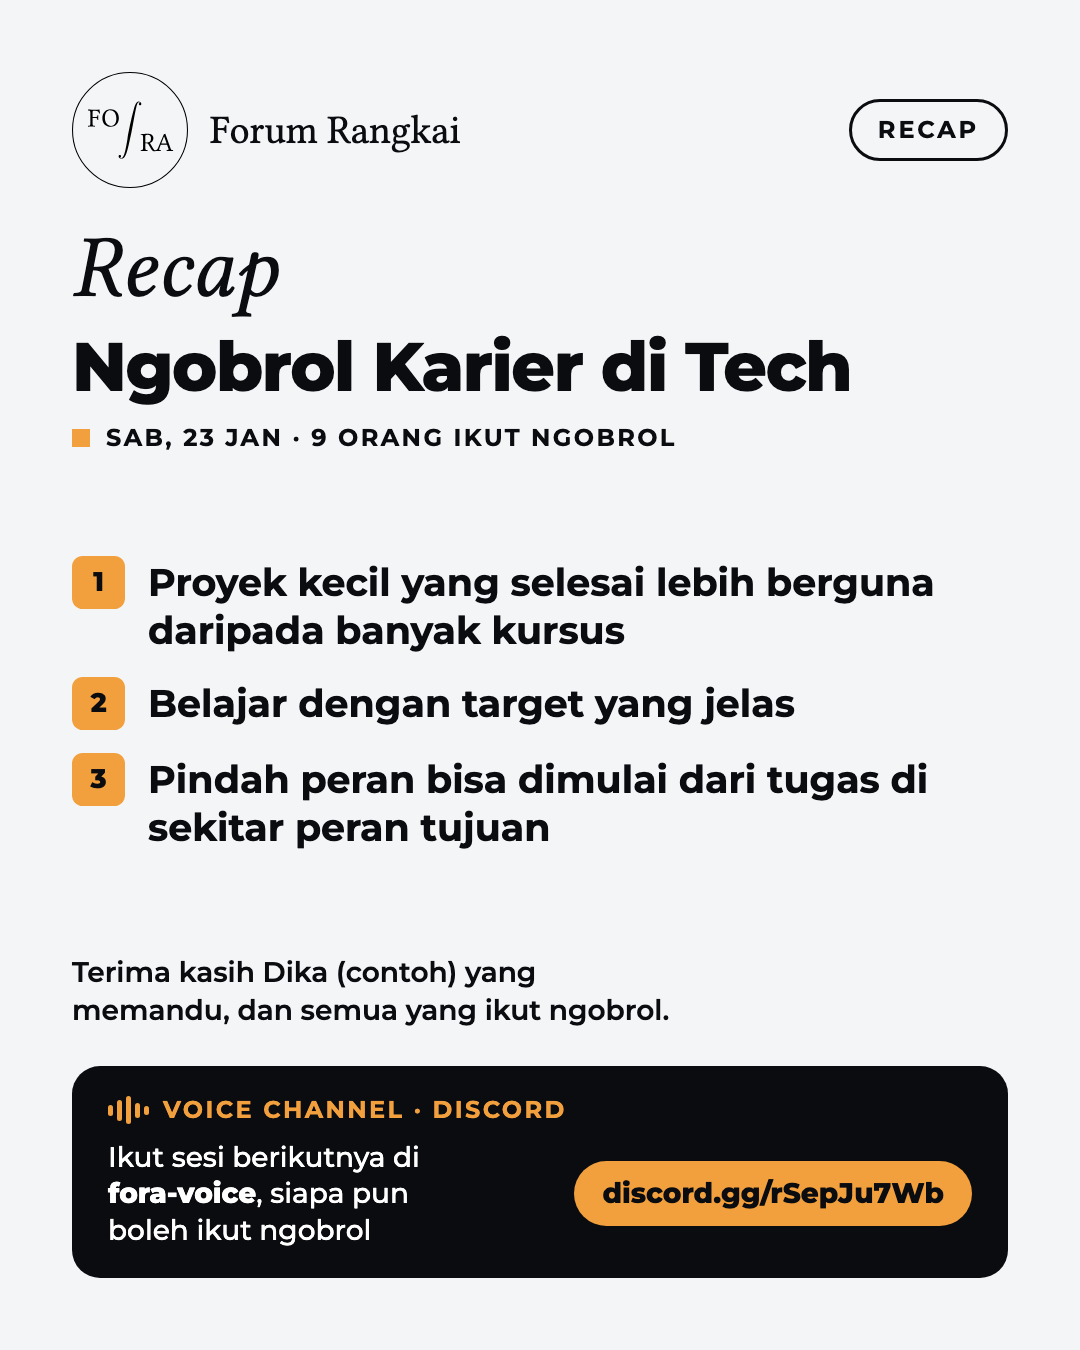 FO∫RA
Forum Rangkai
RECAP
Recap
Ngobrol Karier di Tech
SAB, 23 JAN · 9 ORANG IKUT NGOBROL
1 Proyek kecil yang selesai lebih berguna
daripada banyak kursus
2 Belajar dengan target yang jelas
3 Pindah peran bisa dimulai dari tugas di
sekitar peran tujuan
Terima kasih Dika (contoh) yang
memandu, dan semua yang ikut ngobrol.
VOICE CHANNEL · DISCORD
Ikut sesi berikutnya di
fora-voice, siapa pun
boleh ikut ngobrol
discord.gg/rSepJu7Wb